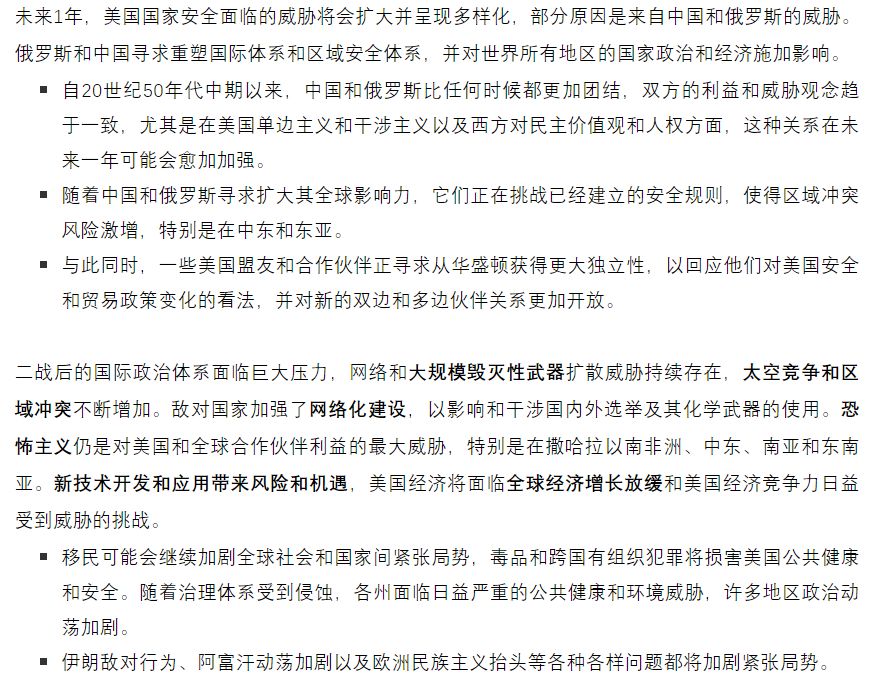 未来1年，美国国家安全面临的威胁将会扩大并呈现多样化，部分原因是来自中国和俄罗斯的威胁。
俄罗斯和中国寻求重塑国际体系和区域安全体系，并对世界所有地区的国家政治和经济施加影响。
■ 自20世纪50年代中期以来，中国和俄罗斯比任何时候都更加团结，双方的利益和威胁观念趋
于一致，尤其是在美国单边主义和干涉主义以及西方对民主价值观和人权方面，这种关系在未
来一年可能会愈加加强。
■ 随着中国和俄罗斯寻求扩大其全球影响力，它们正在挑战已经建立的安全规则，使得区域冲突
风险激增，特别是在中东和东亚。
■ 与此同时，一些美国盟友和合作伙伴正寻求从华盛顿获得更大独立性，以回应他们对美国安全
和贸易政策变化的看法，并对新的双边和多边伙伴关系更加开放。
二战后的国际政治体系面临巨大压力，网络和大规模毁灭性武器扩散威胁持续存在，太空竞争和区
域冲突不断增加。敌对国家加强了网络化建设，以影响和干涉国内外选举及其化学武器的使用。恐
怖主义仍是对美国和全球合作伙伴利益的最大威胁，特别是在撒哈拉以南非洲、中东、南亚和东南
亚。新技术开发和应用带来风险和机遇，美国经济将面临全球经济增长放缓和美国经济竞争力日益
受到威胁的挑战。
■ 移民可能会继续加剧全球社会和国家间紧张局势，毒品和跨国有组织犯罪将损害美国公共健康
和安全。随着治理体系受到侵蚀，各州面临日益严重的公共健康和环境威胁，许多地区政治动
荡加剧。
■ 伊朗敌对行为、阿富汗动荡加剧以及欧洲民族主义抬头等各种各样问题都将加剧紧张局势。